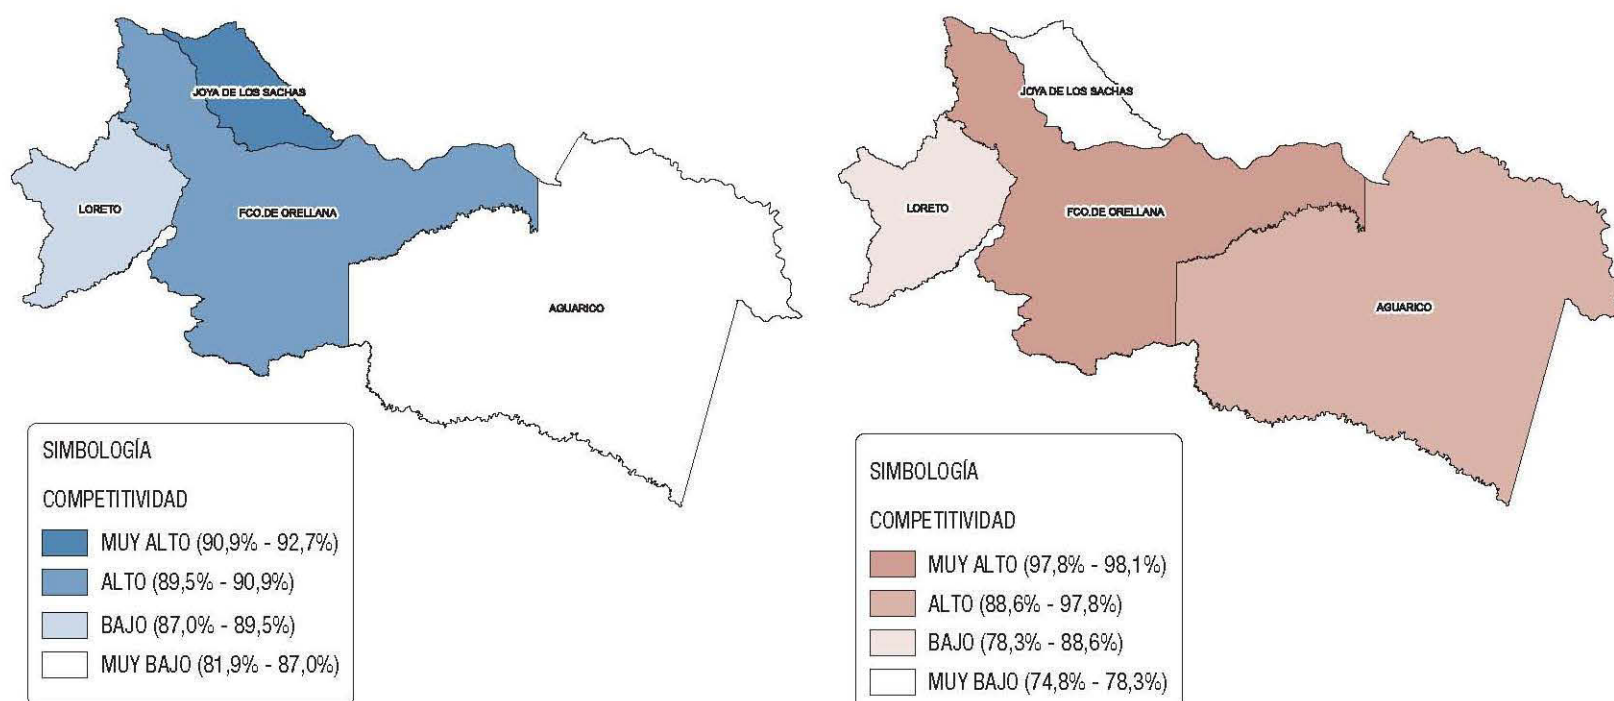 JOYA DE LOS SACHAS
LORETO
FCO.DE ORELLANA
AGUARICO
SIMBOLOGÍA
COMPETITIVIDAD
MUY ALTO (90,9% - 92,7%)
ALTO (89,5% - 90,9%)
BAJO (87,0% - 89,5%)
MUY BAJO (81,9% - 87,0%)
JOYA DE LOS SACHAS
LORETO
FCO.DE ORELLANA
AGUARICO
SIMBOLOGÍA
COMPETITIVIDAD
MUY ALTO (97,8% - 98,1%)
ALTO (88,6% - 97,8%)
BAJO (78,3% - 88,6%)
MUY BAJO (74,8% - 78,3%)